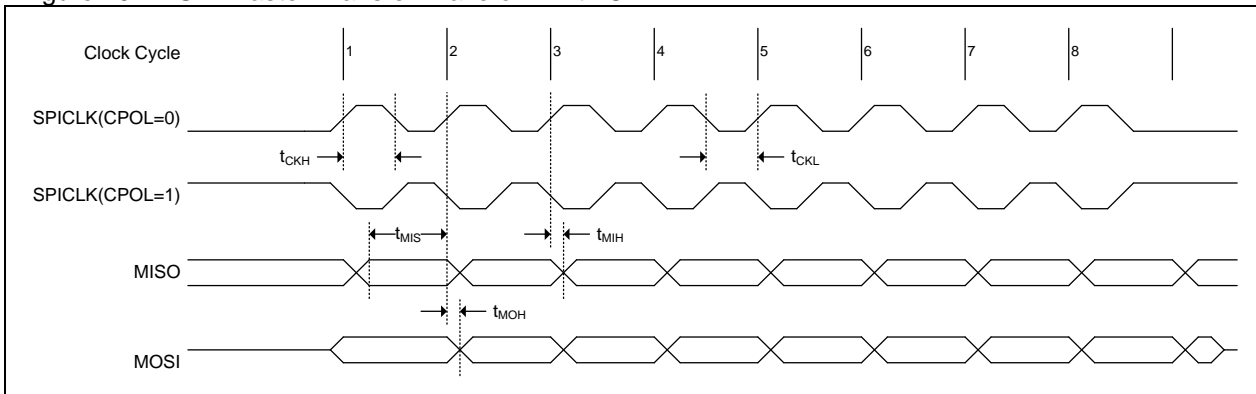 Clock Cycle
1 2 3 4 5 6 7 8
SPICLK(CPOL=0)
tCKH
tCKL
SPICLK(CPOL=1)
tMIS
tMIH
MISO
tMOH
MOSI